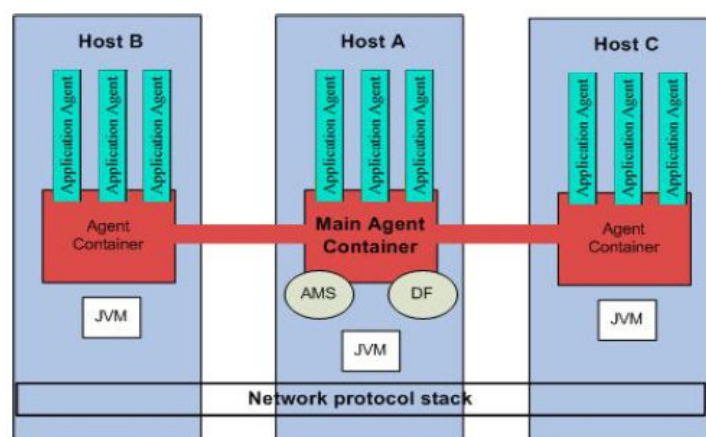 Host B
Host A
Host C
Application Agent
Application Agent
Application Agent
Application Agent
Application Agent
Application Agent
Application Agent
Application Agent
Application Agent
Agent
Container
Main Agent
Container
Agent
Container
AMS
DF
JVM
JVM
JVM
Network protocol stack